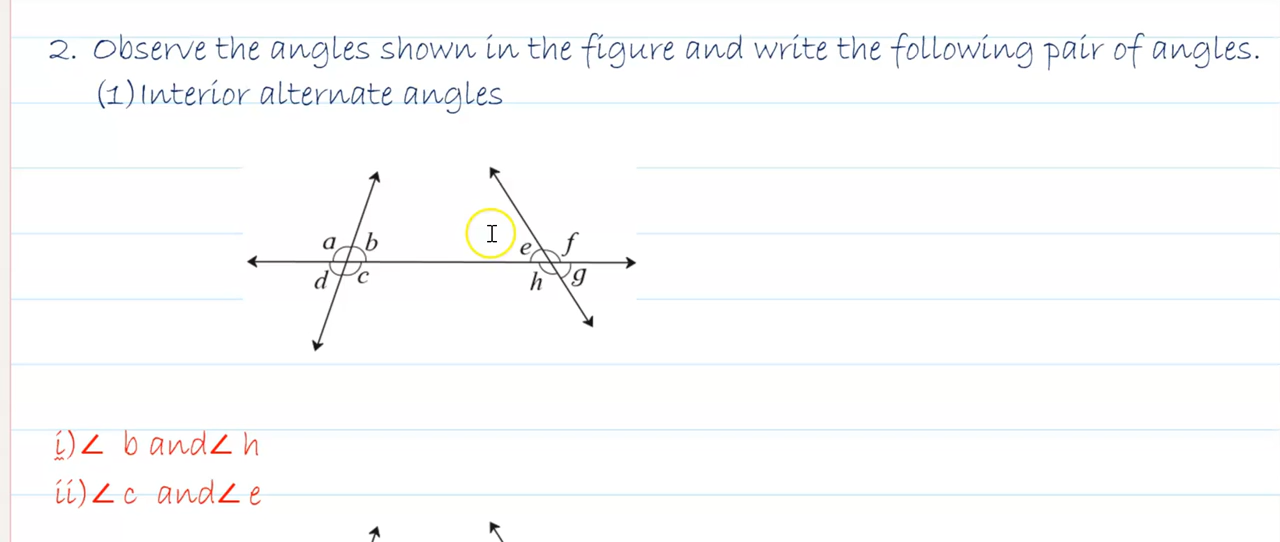 2. Observe the angles shown in the figure and write the following pair of angles.
(1) Interior alternate angles
a b e f
d c h g
i)∠ b and∠ h
ii)∠ c and∠ e